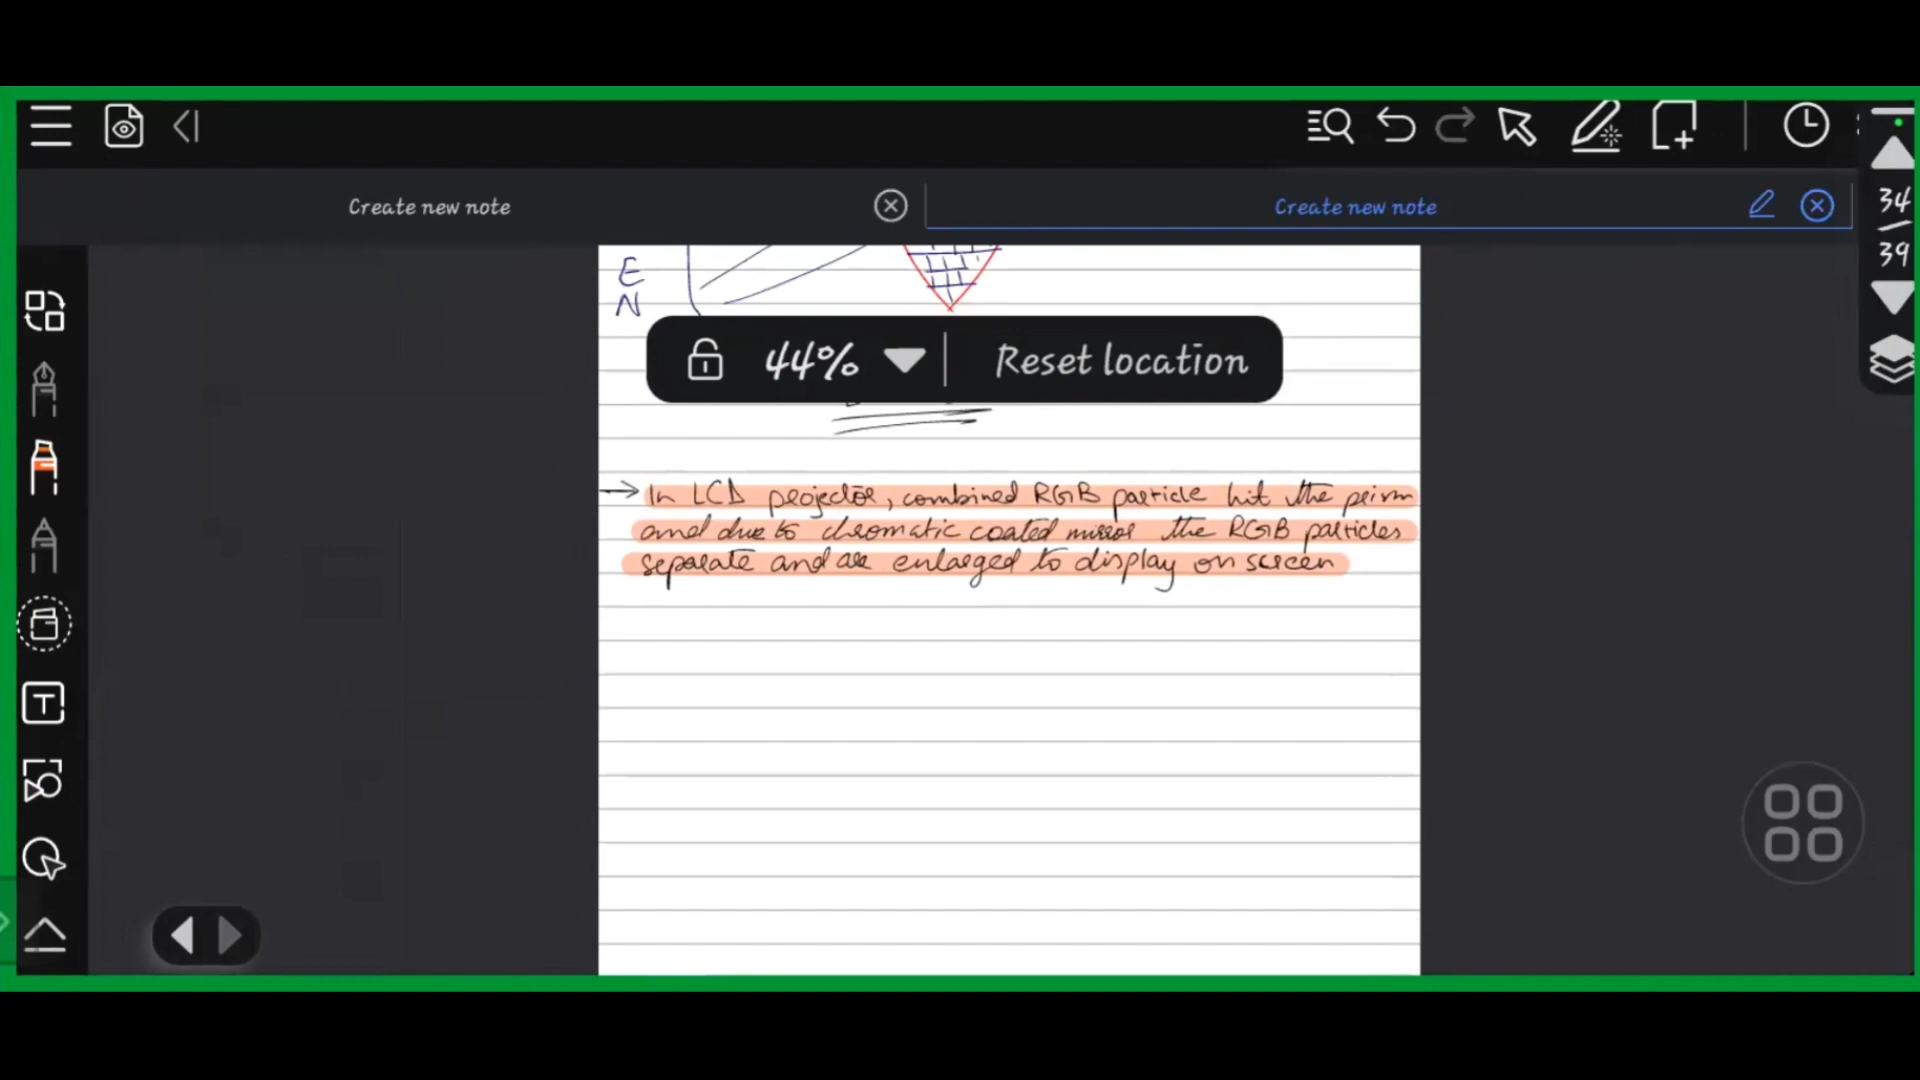 Create new note
Create new note
34
39
E
N
44%
Reset location
→ In LCD projector, combined RGB particle hit the prism
and due to chromatic coated mirror the RGB particles
separate and are enlarged to display on screen
T